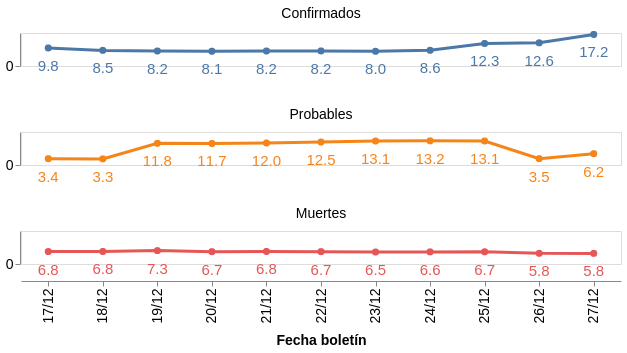 Confirmados
0
9.8 8.5 8.2 8.1 8.2 8.2 8.0 8.6 12.3 12.6 17.2
Probables
0
3.4 3.3 11.8 11.7 12.0 12.5 13.1 13.2 13.1 3.5 6.2
Muertes
0
6.8 6.8 7.3 6.7 6.8 6.7 6.5 6.6 6.7 5.8 5.8
17/12 18/12 19/12 20/12 21/12 22/12 23/12 24/12 25/12 26/12 27/12
Fecha boletín